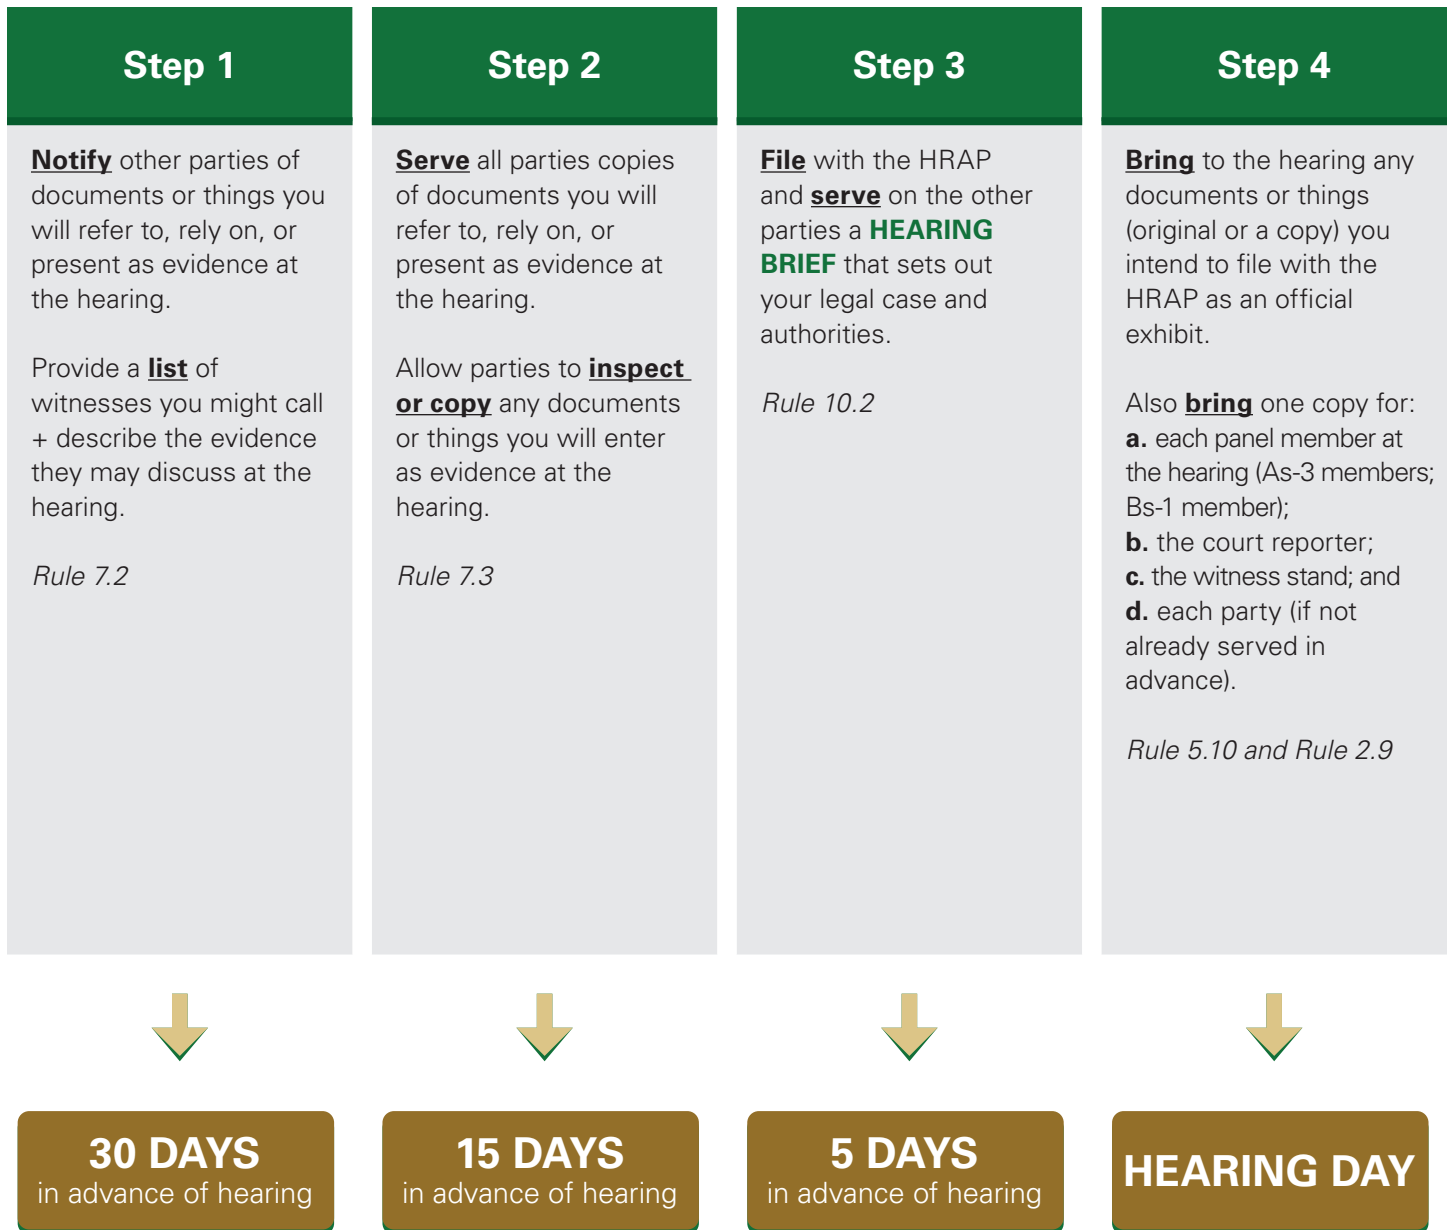 Step 1
Notify other parties of
documents or things you
will refer to, rely on, or
present as evidence at
the hearing.
Provide a list of
witnesses you might call
+ describe the evidence
they may discuss at the
hearing.
Rule 7.2
30 DAYS
in advance of hearing
Step 2
Serve all parties copies
of documents you will
refer to, rely on, or
present as evidence at
the hearing.
Allow parties to inspect
or copy any documents
or things you will enter
as evidence at the
hearing.
Rule 7.3
15 DAYS
in advance of hearing
Step 3
File with the HRAP
and serve on the other
parties a HEARING
BRIEF that sets out
your legal case and
authorities.
Rule 10.2
5 DAYS
in advance of hearing
Step 4
Bring to the hearing any
documents or things
(original or a copy) you
intend to file with the
HRAP as an official
exhibit.
Also bring one copy for:
a. each panel member at
the hearing (As-3 members;
Bs-1 member);
b. the court reporter;
c. the witness stand; and
d. each party (if not
already served in
advance).
Rule 5.10 and Rule 2.9
HEARING DAY